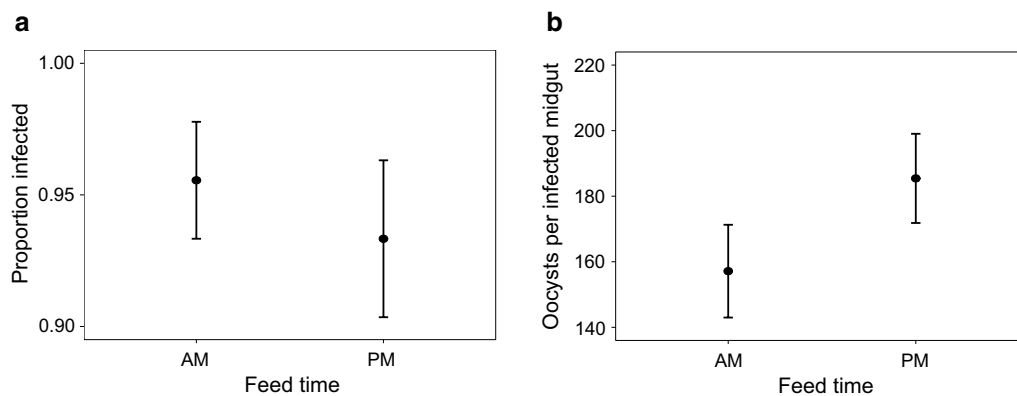 a
Proportion infected
1.00
0.95
0.90
AM
PM
Feed time
b
Oocysts per infected midgut
220
200
180
160
140
AM
PM
Feed time